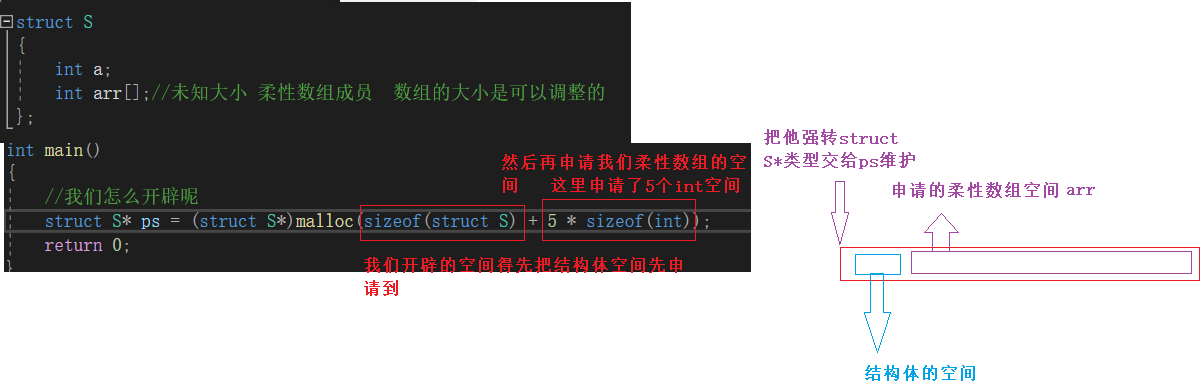 struct S
{
int a;
int arr[];//未知大小 柔性数组成员 数组的大小是可以调整的
};
int main()
{
//我们怎么开辟呢
struct S* ps = (struct S*)malloc(sizeof(struct S) + 5 * sizeof(int));
return 0;
}
然后再申请我们柔性数组的空
间 这里申请了5个int空间
我们开辟的空间得先把结构体空间先申
请到
把他强转struct
S*类型交给ps维护
申请的柔性数组空间 arr
结构体的空间